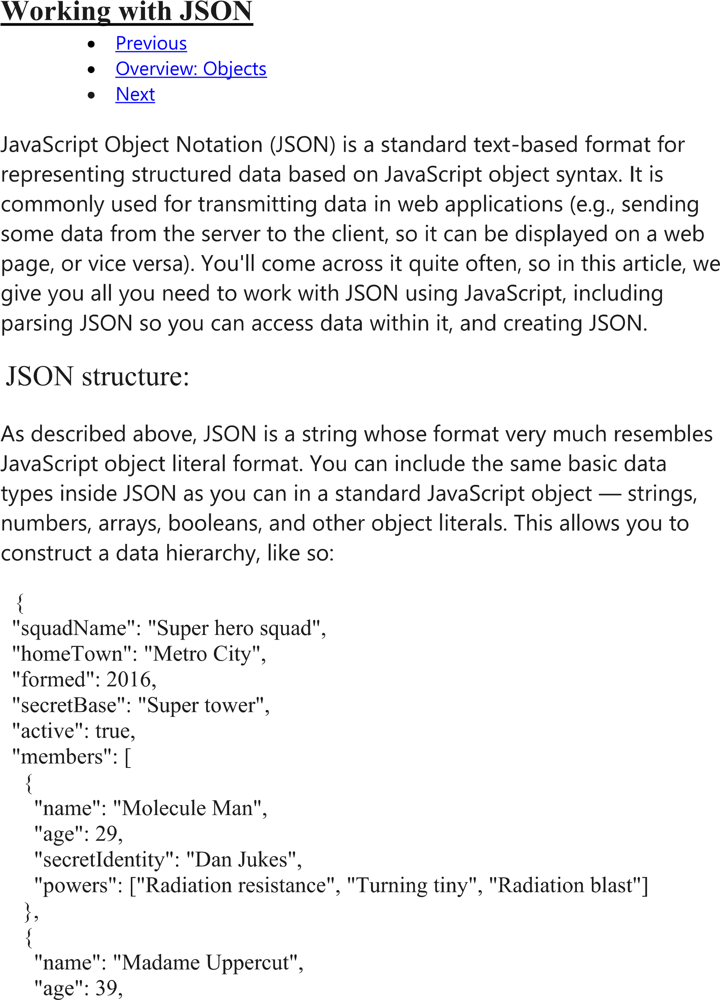 Working with JSON
• Previous
• Overview: Objects
• Next
JavaScript Object Notation (JSON) is a standard text-based format for
representing structured data based on JavaScript object syntax. It is
commonly used for transmitting data in web applications (e.g., sending
some data from the server to the client, so it can be displayed on a web
page, or vice versa). You'll come across it quite often, so in this article, we
give you all you need to work with JSON using JavaScript, including
parsing JSON so you can access data within it, and creating JSON.
JSON structure:
As described above, JSON is a string whose format very much resembles
JavaScript object literal format. You can include the same basic data
types inside JSON as you can in a standard JavaScript object — strings,
numbers, arrays, booleans, and other object literals. This allows you to
construct a data hierarchy, like so:
{
"squadName": "Super hero squad",
"homeTown": "Metro City",
"formed": 2016,
"secretBase": "Super tower",
"active": true,
"members": [
{
"name": "Molecule Man",
"age": 29,
"secretIdentity": "Dan Jukes",
"powers": ["Radiation resistance", "Turning tiny", "Radiation blast"]
},
{
"name": "Madame Uppercut",
"age": 39,